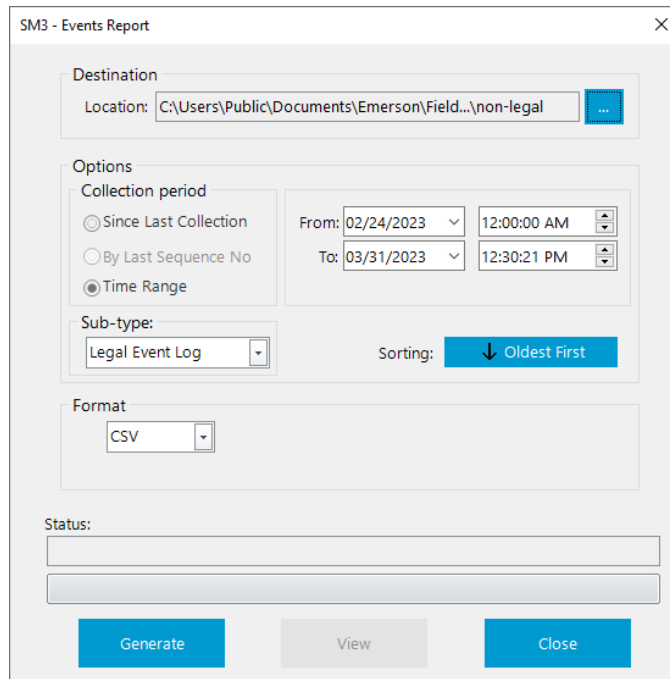 SM3 - Events Report
Destination
Location: C:\Users\Public\Documents\Emerson\Field...\non-legal ...
Options
Collection period
Since Last Collection
By Last Sequence No
Time Range
From: 02/24/2023 12:00:00 AM
To: 03/31/2023 12:30:21 PM
Sub-type:
Legal Event Log
Sorting: Oldest First
Format
CSV
Status:
Generate View Close